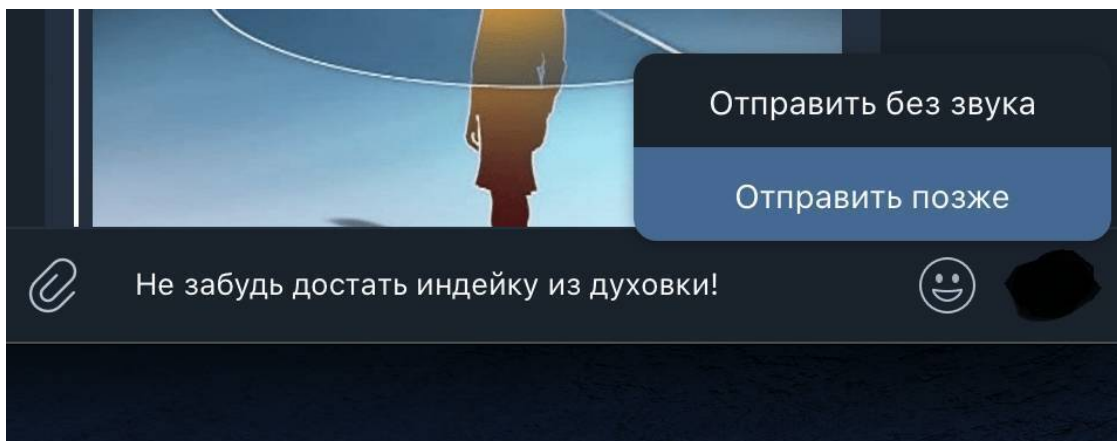 Отправить без звука
Отправить позже
Не забудь достать индейку из духовки!